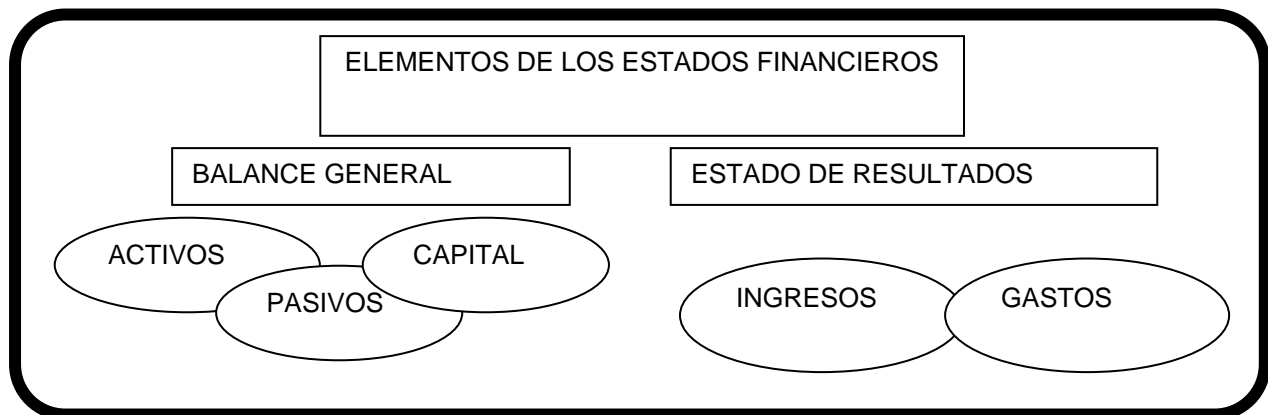 ELEMENTOS DE LOS ESTADOS FINANCIEROS
BALANCE GENERAL
ESTADO DE RESULTADOS
ACTIVOS
PASIVOS
CAPITAL
INGRESOS
GASTOS